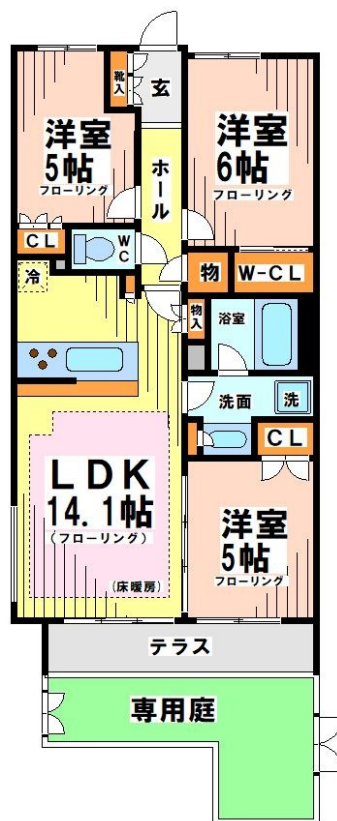 靴入
玄
洋室
5帖
フローリング
洋室
6帖
フローリング
ホール
CL
WC
冷
物
W-CL
物入
浴室
洗面
洗
CL
LDK
14.1帖
(フローリング)
(床暖房)
洋室
5帖
フローリング
テラス
専用庭